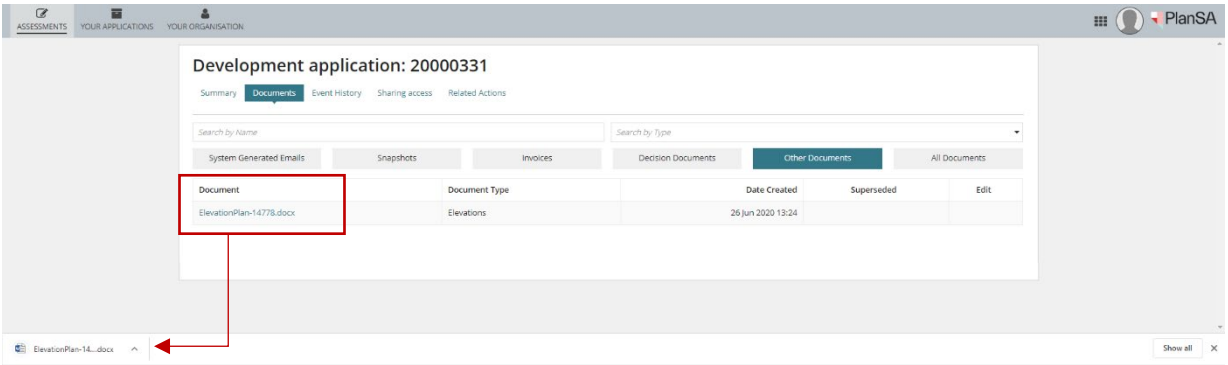 ASSESSMENTS YOUR APPLICATIONS YOUR ORGANISATION
PlanSA
Development application: 20000331
Summary Documents Event History Sharing access Related Actions
Search by Name Search by Type
System Generated Emails Snapshots Invoices Decision Documents Other Documents All Documents
Document Document Type Date Created Superseded Edit
ElevationPlan-14778.docx Elevations 26 Jun 2020 13:24
ElevationPlan-14....docx Show all